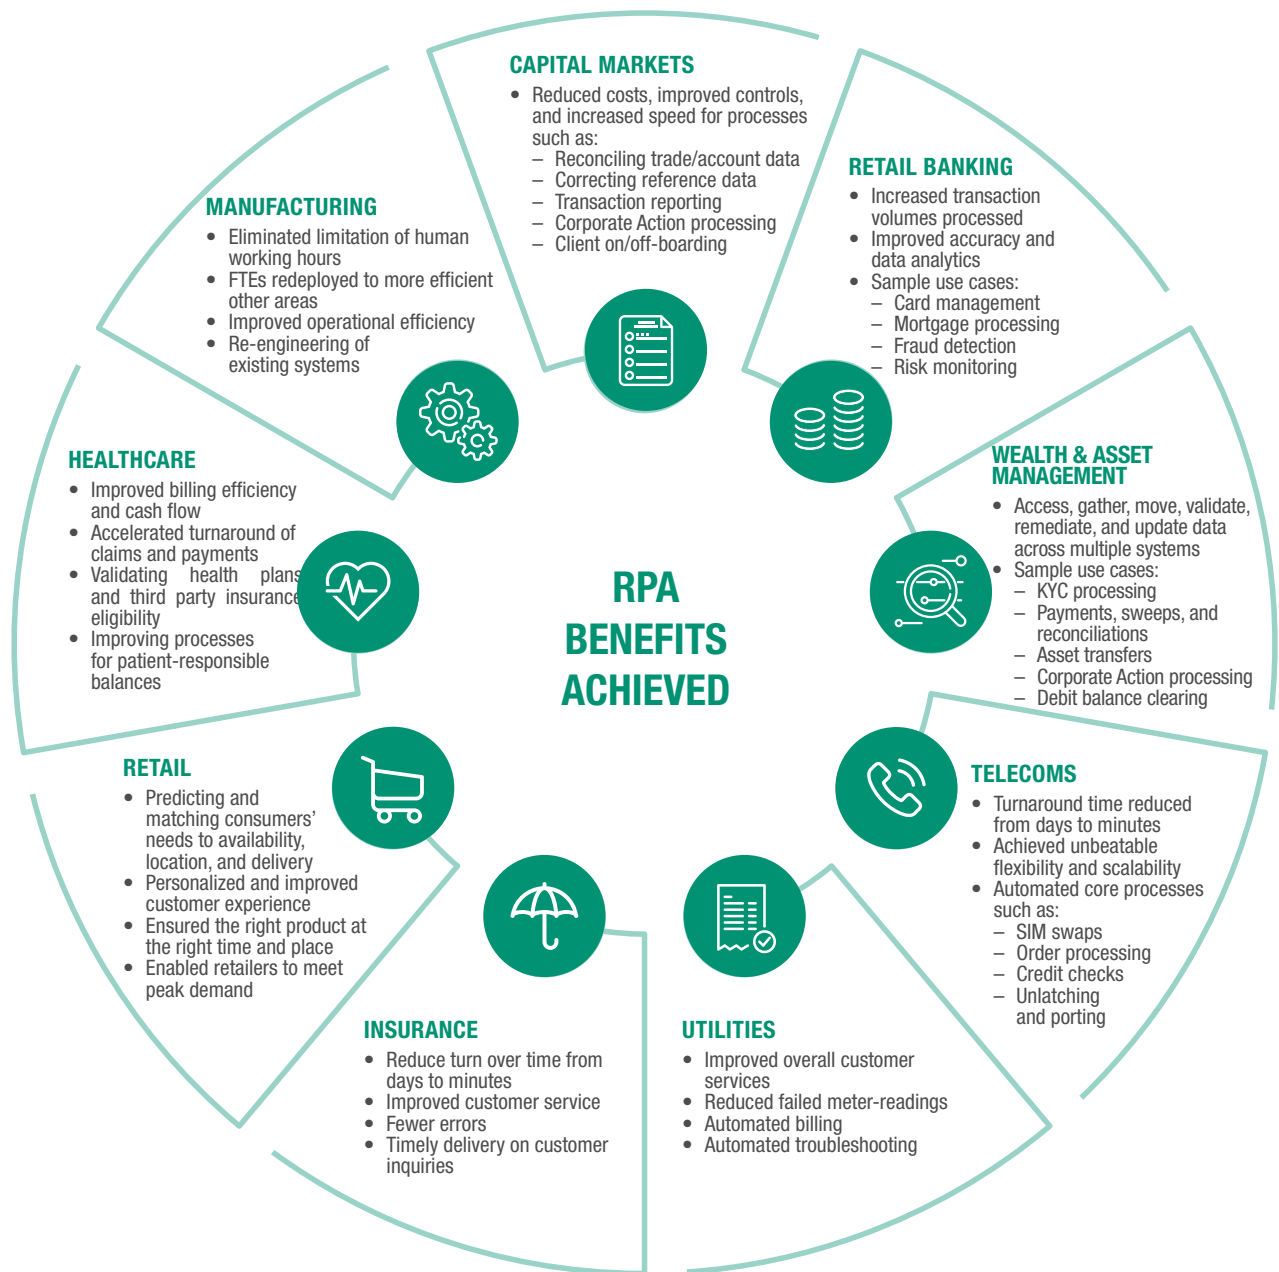 CAPITAL MARKETS
• Reduced costs, improved controls,
and increased speed for processes
such as:
– Reconciling trade/account data
– Correcting reference data
– Transaction reporting
– Corporate Action processing
– Client on/off-boarding
RETAIL BANKING
• Increased transaction
volumes processed
• Improved accuracy and
data analytics
• Sample use cases:
– Card management
– Mortgage processing
– Fraud detection
– Risk monitoring
WEALTH & ASSET
MANAGEMENT
• Access, gather, move, validate,
remediate, and update data
across multiple systems
• Sample use cases:
– KYC processing
– Payments, sweeps, and
reconciliations
– Asset transfers
– Corporate Action processing
– Debit balance clearing
TELECOMS
• Turnaround time reduced
from days to minutes
• Achieved unbeatable
flexibility and scalability
• Automated core processes
such as:
– SIM swaps
– Order processing
– Credit checks
– Unlatching
and porting
UTILITIES
• Improved overall customer
services
• Reduced failed meter-readings
• Automated billing
• Automated troubleshooting
INSURANCE
• Reduce turn over time from
days to minutes
• Improved customer service
• Fewer errors
• Timely delivery on customer
inquiries
RETAIL
• Predicting and
matching consumers’
needs to availability,
location, and delivery
• Personalized and improved
customer experience
• Ensured the right product at
the right time and place
• Enabled retailers to meet
peak demand
HEALTHCARE
• Improved billing efficiency
and cash flow
• Accelerated turnaround of
claims and payments
• Validating health plans
and third party insurance
eligibility
• Improving processes
for patient-responsible
balances
MANUFACTURING
• Eliminated limitation of human
working hours
• FTEs redeployed to more efficient
other areas
• Improved operational efficiency
• Re-engineering of
existing systems
RPA
BENEFITS
ACHIEVED